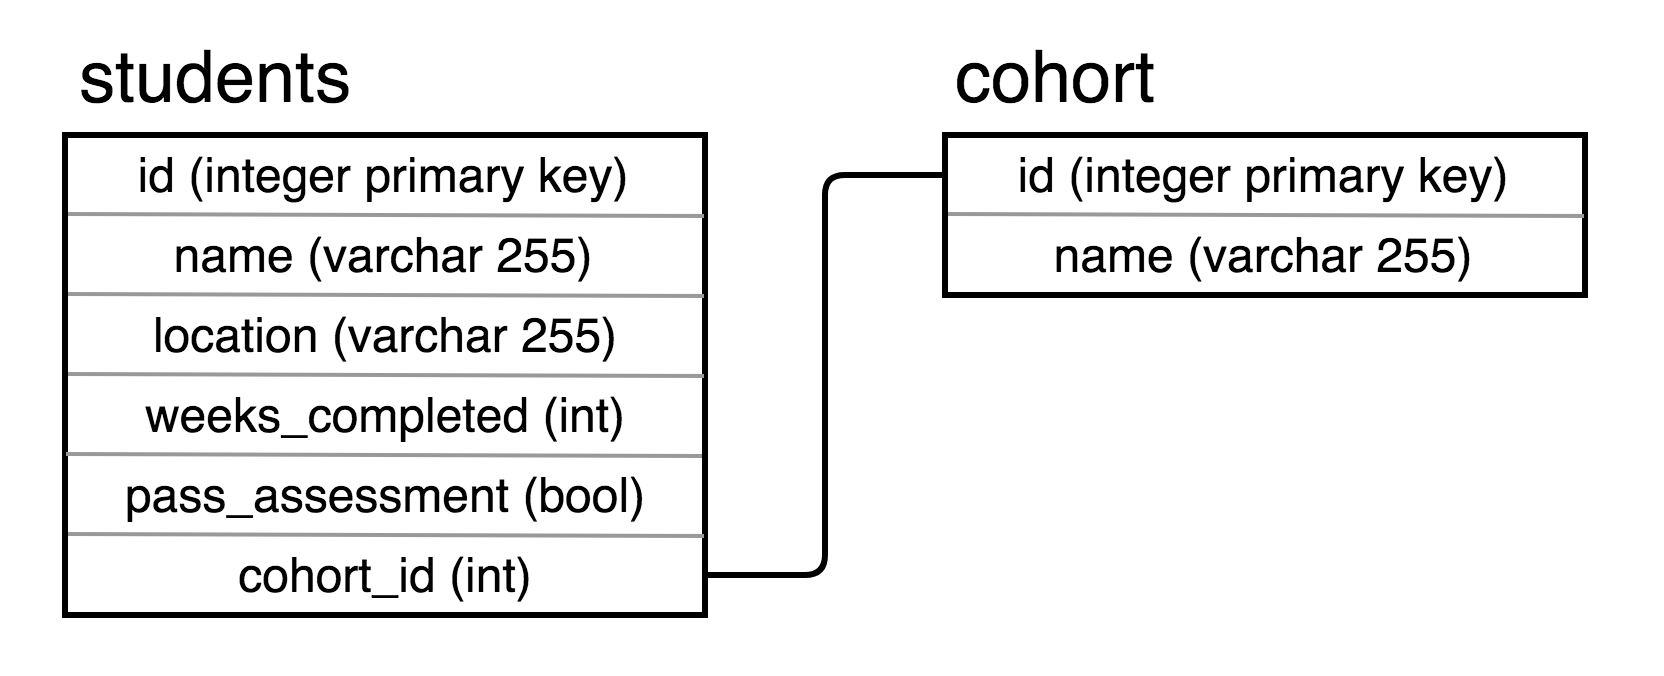 students
id (integer primary key)
name (varchar 255)
location (varchar 255)
weeks_completed (int)
pass_assessment (bool)
cohort_id (int)
cohort
id (integer primary key)
name (varchar 255)